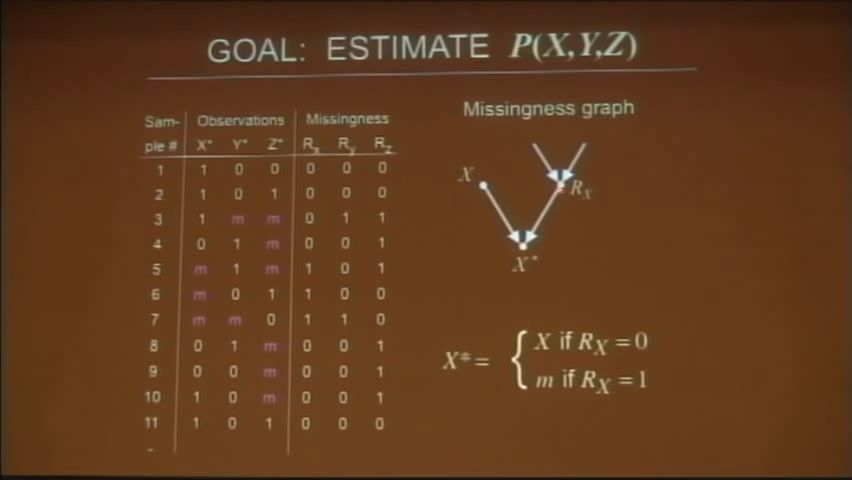 GOAL: ESTIMATE P(X,Y,Z)
Sam- Observations Missingness
ple # X* Y* Z* Rx Ry Rz
1 1 0 0 0 0 0
2 1 0 1 0 0 0
3 1 m m 0 1 1
4 0 1 m 0 0 1
5 m 1 m 1 0 1
6 m 0 1 1 0 0
7 m m 0 1 1 0
8 0 1 m 0 0 1
9 0 0 m 0 0 1
10 1 0 m 0 0 1
11 1 0 1 0 0 0
-
Missingness graph
X
RX
X*
X* = { X if RX = 0
m if RX = 1